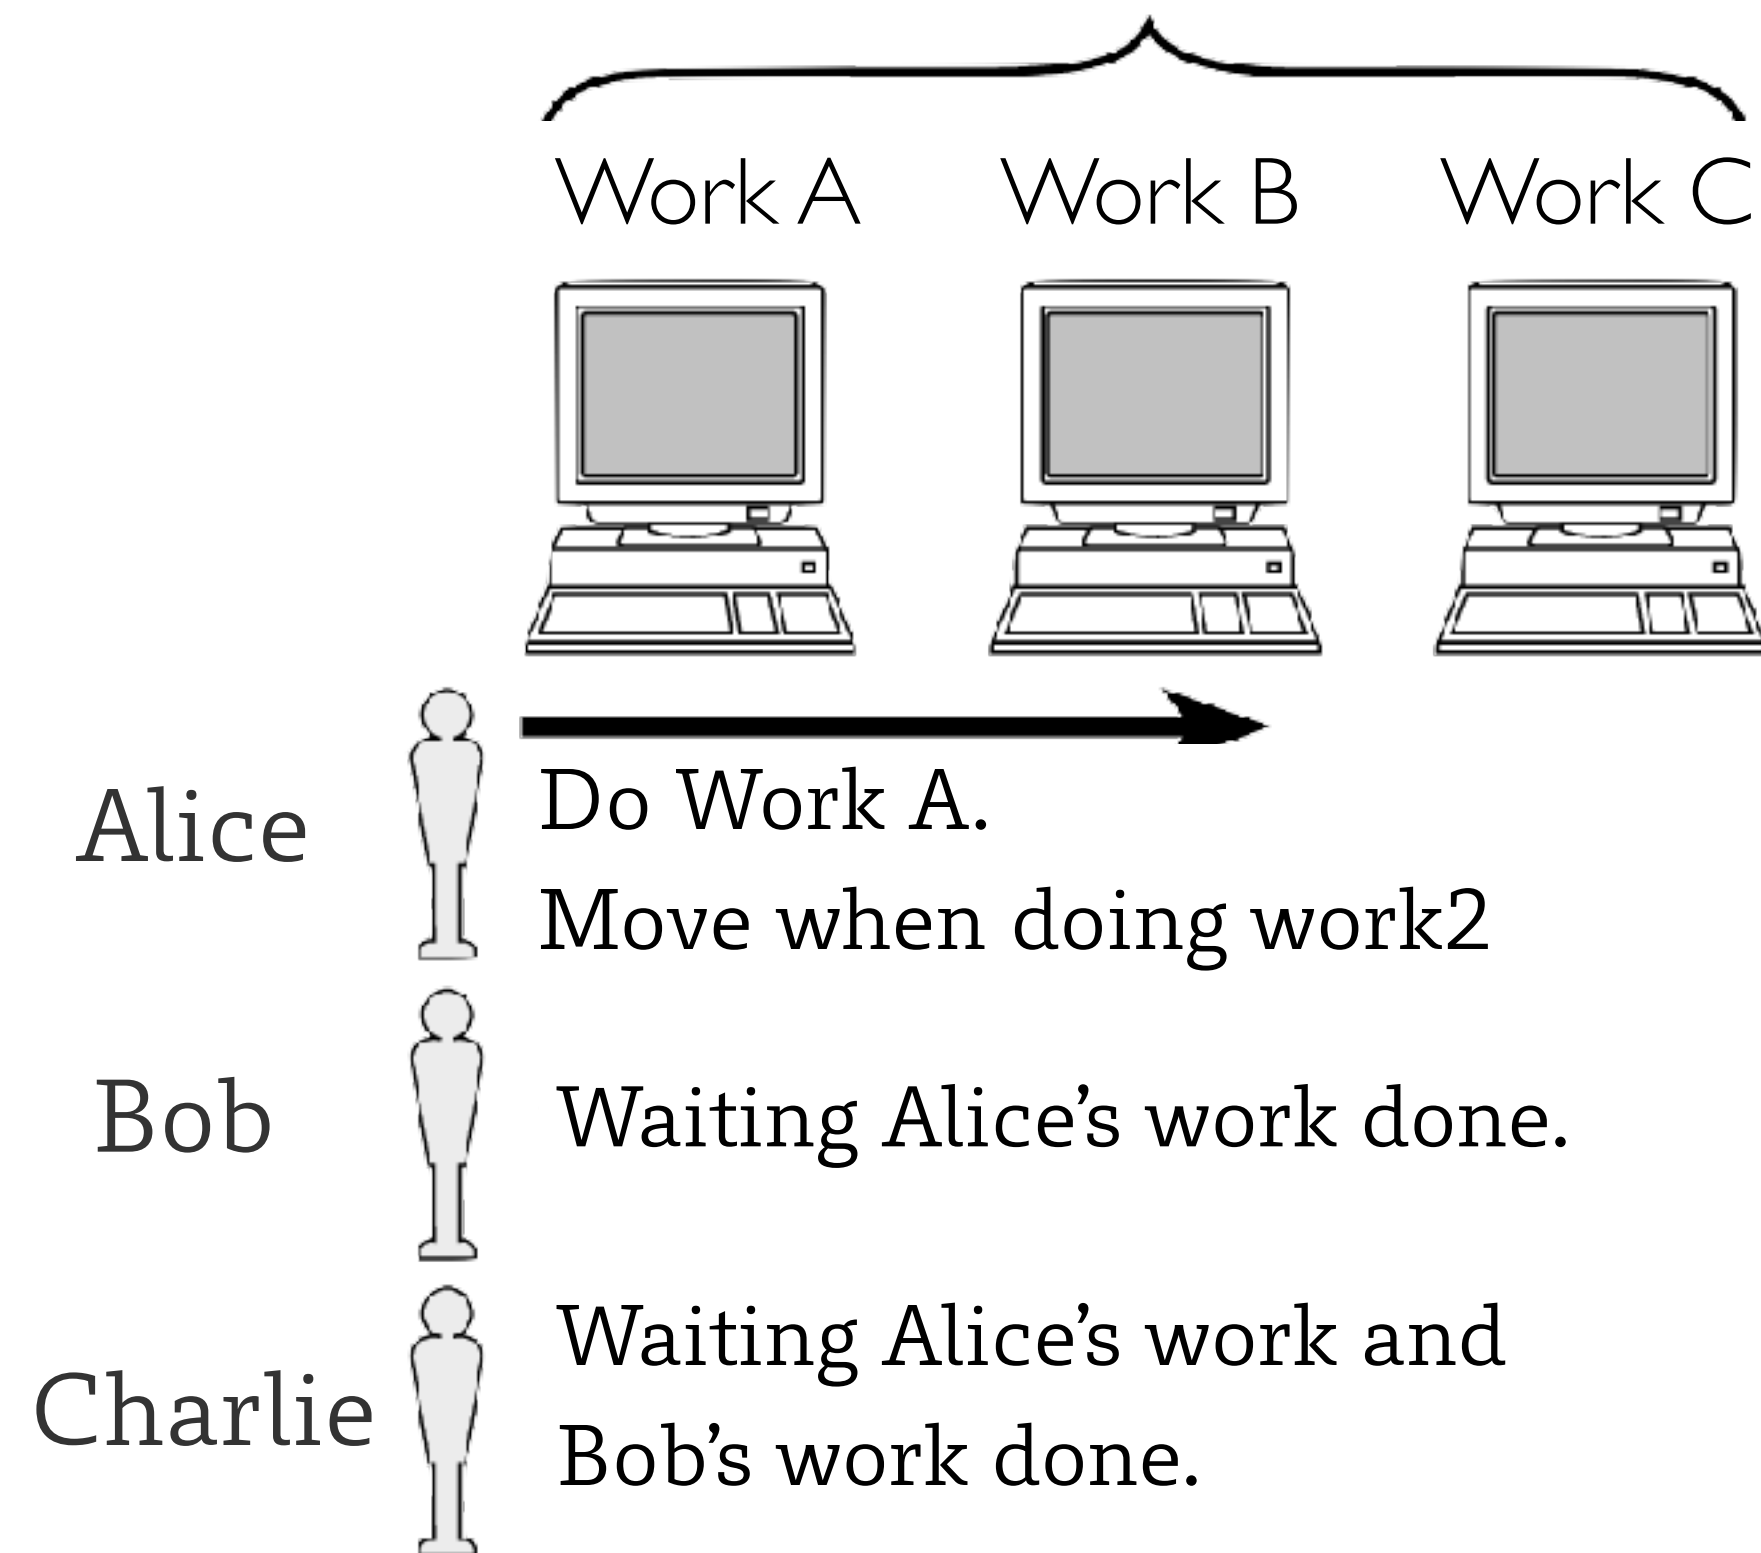 Work A Work B Work C
Alice
Do Work A.
Move when doing work2
Bob
Waiting Alice’s work done.
Charlie
Waiting Alice’s work and
Bob’s work done.